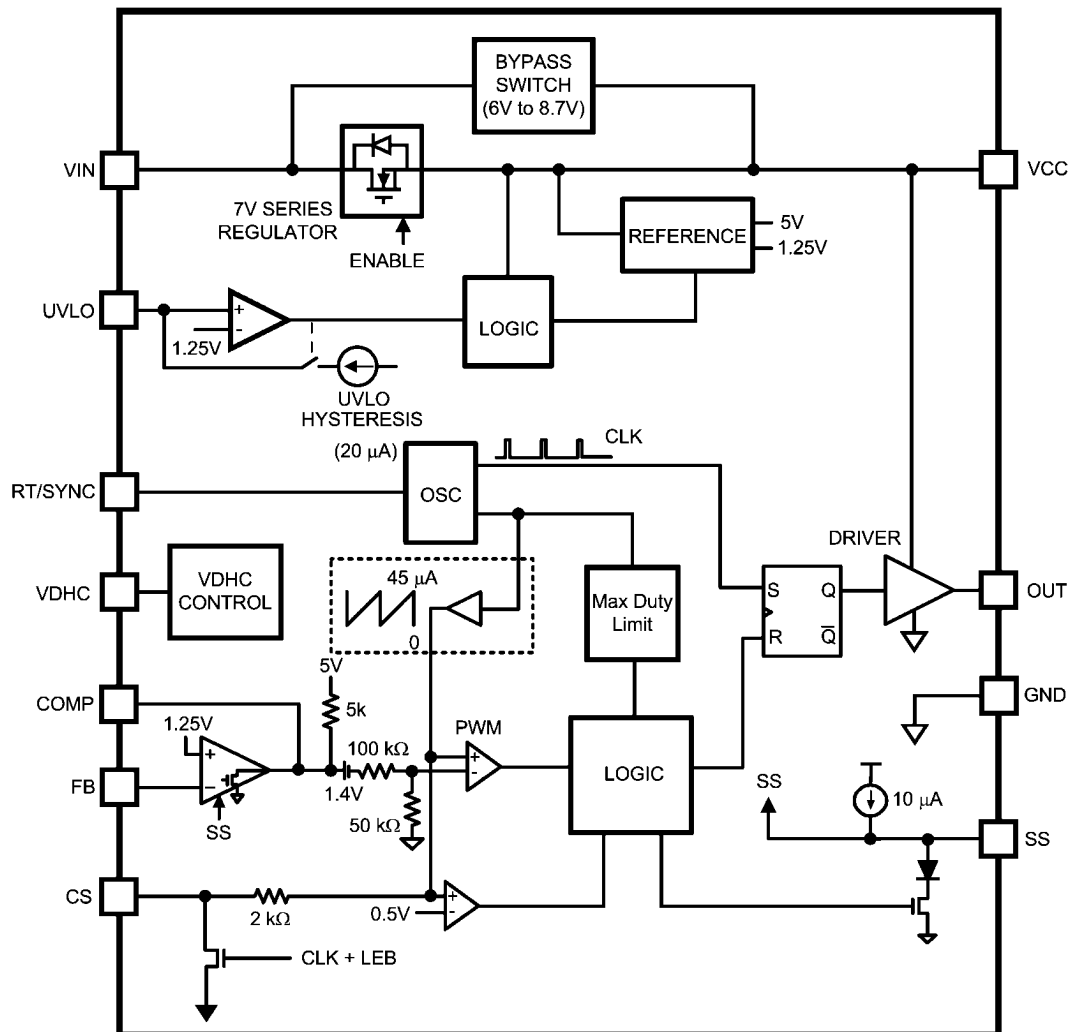 BYPASS
SWITCH
(6V to 8.7V)
VIN
VCC
7V SERIES
REGULATOR
ENABLE
REFERENCE
5V
1.25V
UVLO
+
-
1.25V
LOGIC
UVLO
HYSTERESIS
(20 μA)
CLK
RT/SYNC
OSC
DRIVER
VDHC
VDHC
CONTROL
45 μA
0
Max Duty
Limit
S
Q
R
Q̅
OUT
5V
COMP
5k
GND
1.25V
+
−
PWM
100 kΩ
+
-
LOGIC
FB
1.4V
SS
50 kΩ
SS
10 μA
SS
CS
2 kΩ
0.5V
+
-
CLK + LEB